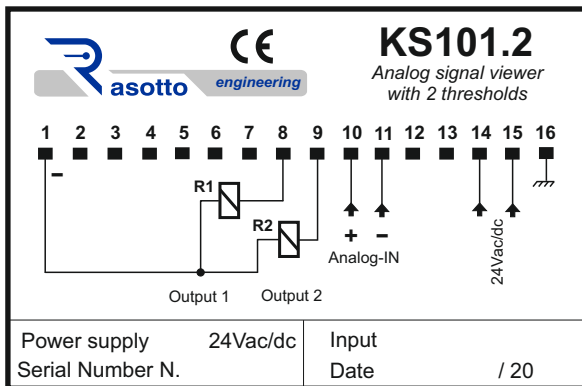 Rasotto
engineering
CE
KS101.2
Analog signal viewer
with 2 thresholds
1 2 3 4 5 6 7 8 9 10 11 12 13 14 15 16
-
R1
R2
+ -
Analog-IN
24Vac/dc
Output 1 Output 2
Power supply 24Vac/dc
Serial Number N.
Input
Date / 20